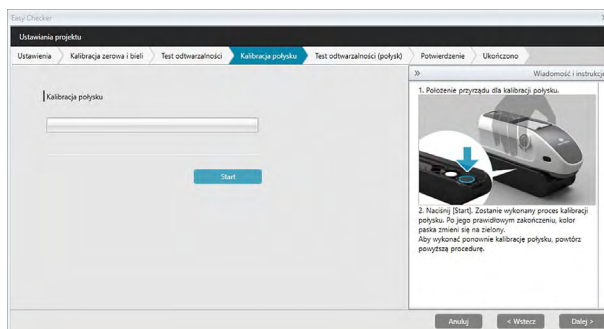 Easy Checker
Ustawiania projektu
Ustawienia
Kalibracja zerowa i bieli
Test odtwarzalności
Kalibracja połysku
Test odtwarzalności (połysk)
Potwierdzenie
Ukończono
Kalibracja połysku
Start
» Wiadomość i instrukcje
1. Położenie przyrządu dla kalibracji połysku.
2. Naciśnij [Start]. Zostanie wykonany proces kalibracji
połysku. Po jego prawidłowym zakończeniu, kolor
paska zmieni się na zielony.
Aby wykonać ponownie kalibrację połysku, powtórz
powyższą procedurę.
Anuluj
< Wstecz
Dalej >